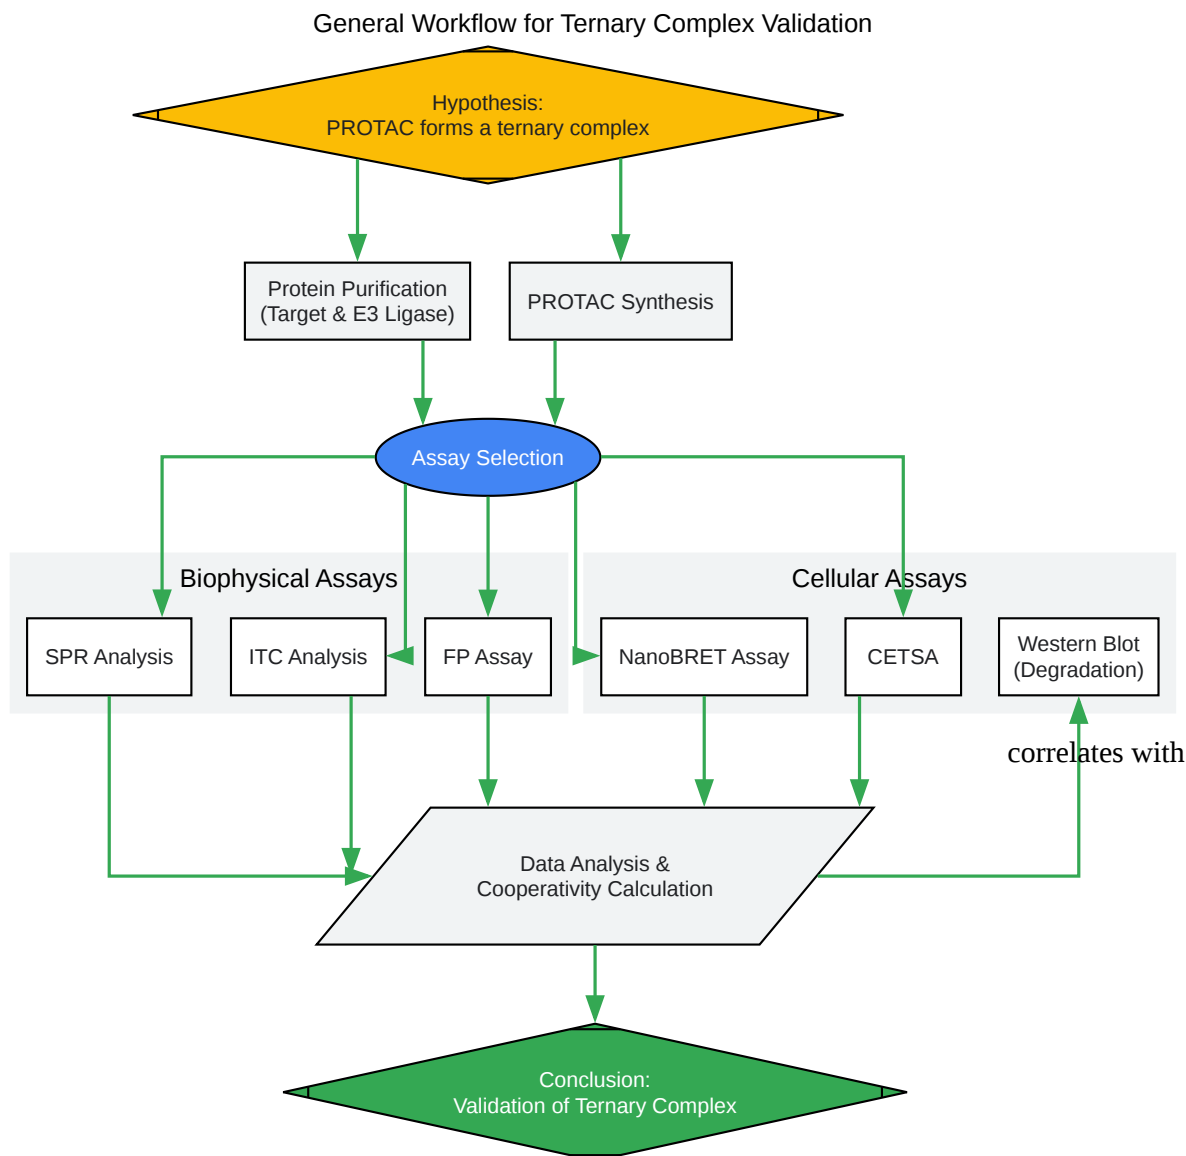 General Workflow for Ternary Complex Validation
Hypothesis:
PROTAC forms a ternary complex
Protein Purification
(Target & E3 Ligase)
PROTAC Synthesis
Assay Selection
Biophysical Assays
Cellular Assays
SPR Analysis
ITC Analysis
FP Assay
NanoBRET Assay
CETSA
Western Blot
(Degradation)
correlates with
Data Analysis &
Cooperativity Calculation
Conclusion:
Validation of Ternary Complex